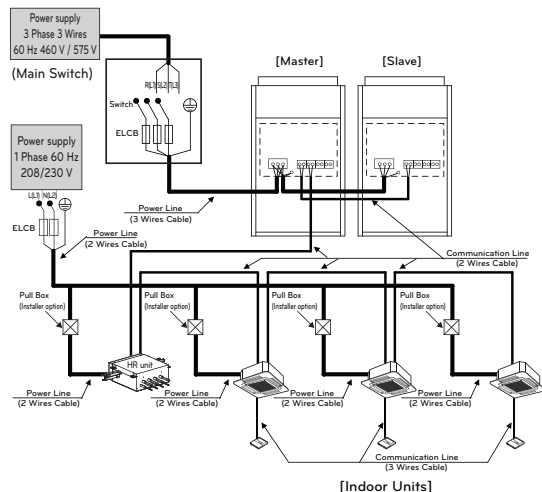 Power supply
3 Phase 3 Wires
60 Hz 460 V / 575 V
(Main Switch)
R(L1) S(L2) T(L3)
Switch
ELCB
[Master]
[Slave]
Power supply
1 Phase 60 Hz
208/230 V
L(L1) N(L2)
ELCB
Power Line
(2 Wires Cable)
Power Line
(3 Wires Cable)
Communication Line
(2 Wires Cable)
Pull Box
(Installer option)
Pull Box
(Installer option)
Pull Box
(Installer option)
Pull Box
(Installer option)
HR unit
Power Line
(2 Wires Cable)
Power Line
(2 Wires Cable)
Power Line
(2 Wires Cable)
Power Line
(2 Wires Cable)
Communication Line
(3 Wires Cable)
[Indoor Units]